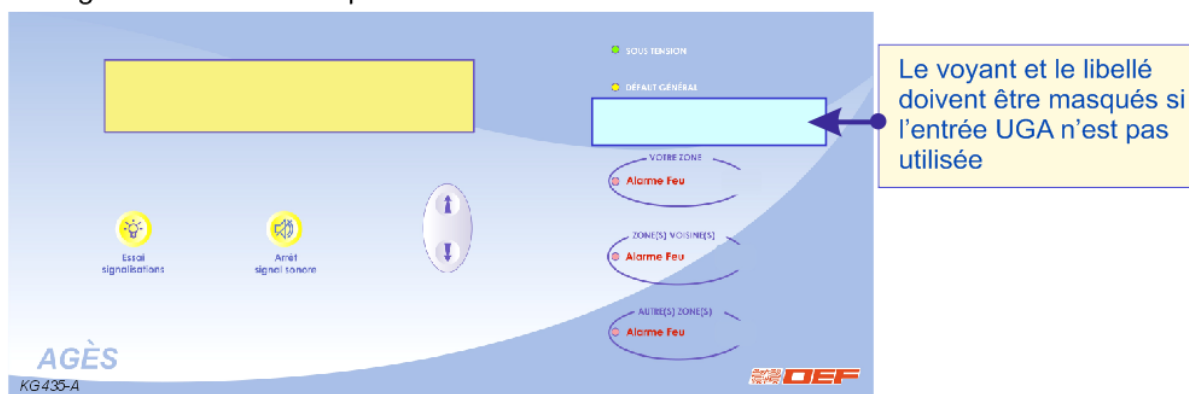 SOUS TENSION
DÉFAUT GÉNÉRAL
Le voyant et le libellé
doivent être masqués si
l'entrée UGA n'est pas
utilisée
VOTRE ZONE
Alarme Feu
ZONE(S) VOISINE(S)
Alarme Feu
AUTRE(S) ZONE(S)
Alarme Feu
Essai
signalisations
Arrêt
signal sonore
AGÈS
KG435-A
DEF